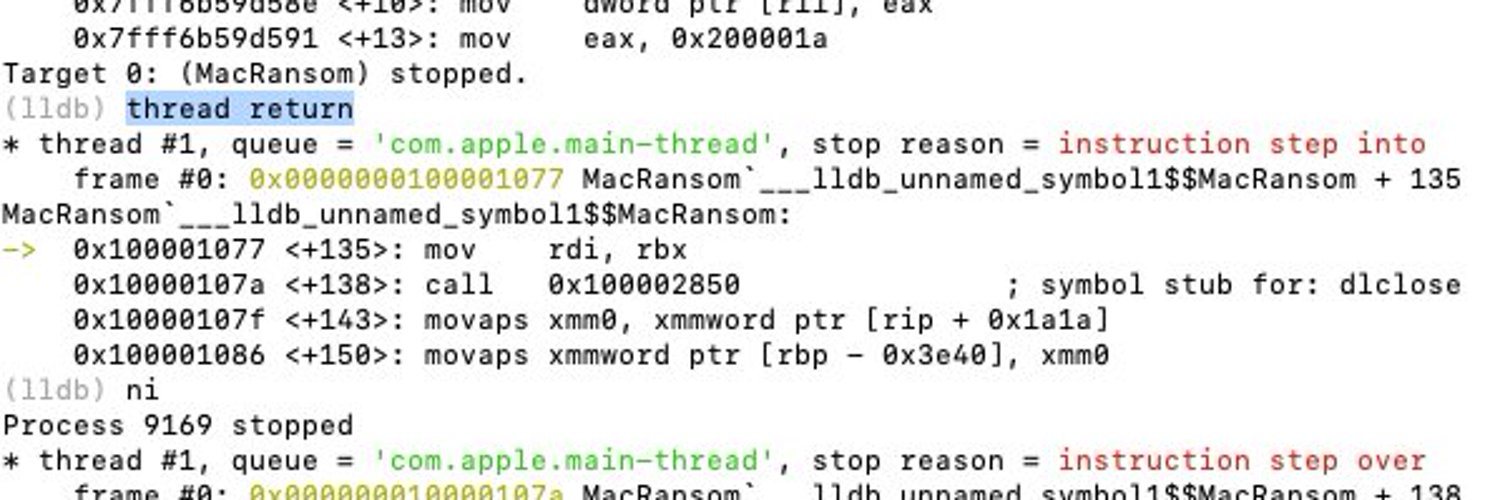 0x7fff6b59d58e <+10>: mov    dword ptr [r11], eax
0x7fff6b59d591 <+13>: mov    eax, 0x200001a
Target 0: (MacRansom) stopped.
(lldb) thread return
* thread #1, queue = 'com.apple.main-thread', stop reason = instruction step into
frame #0: 0x0000000100001077 MacRansom`___lldb_unnamed_symbol1$$MacRansom + 135
MacRansom`___lldb_unnamed_symbol1$$MacRansom:
->  0x100001077 <+135>: mov    rdi, rbx
0x10000107a <+138>: call   0x100002850               ; symbol stub for: dlclose
0x10000107f <+143>: movaps xmm0, xmmword ptr [rip + 0x1a1a]
0x100001086 <+150>: movaps xmmword ptr [rbp - 0x3e40], xmm0
(lldb) ni
Process 9169 stopped
* thread #1, queue = 'com.apple.main-thread', stop reason = instruction step over
frame #0: 0x000000010000107a MacRansom`___lldb_unnamed_symbol1$$MacRansom + 138